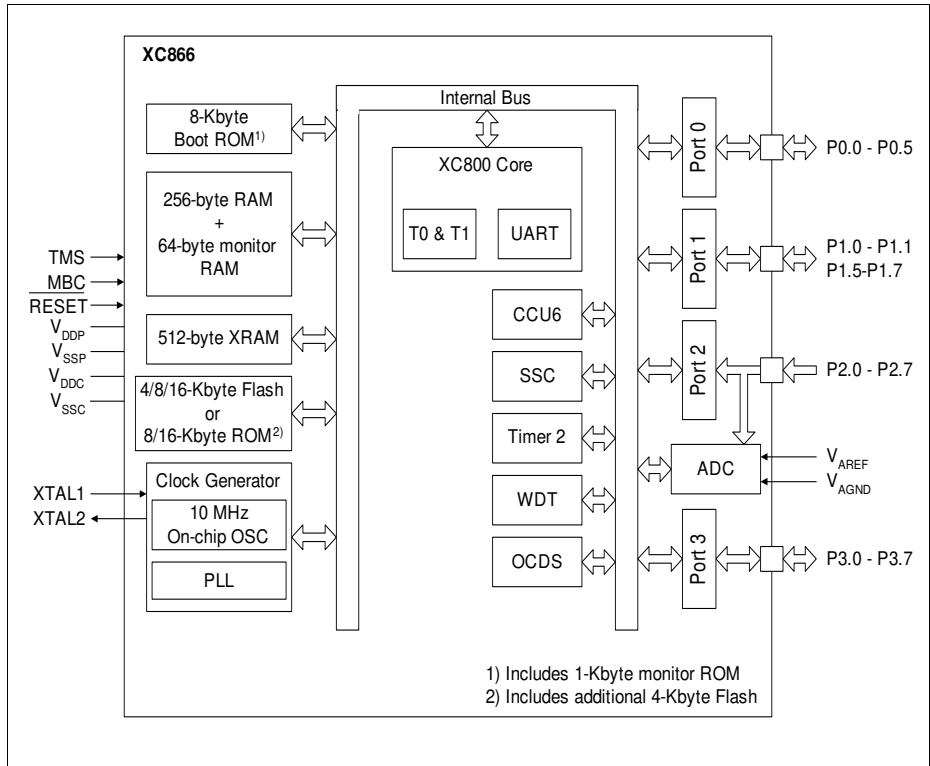 XC866
Internal Bus
8-Kbyte
Boot ROM1)
256-byte RAM
+
64-byte monitor
RAM
512-byte XRAM
4/8/16-Kbyte Flash
or
8/16-Kbyte ROM2)
Clock Generator
10 MHz
On-chip OSC
PLL
TMS
MBC
RESET
VDDP
VSSP
VDDC
VSSC
XTAL1
XTAL2
XC800 Core
T0 & T1
UART
CCU6
SSC
Timer 2
WDT
OCDS
Port 0
Port 1
Port 2
ADC
Port 3
P0.0 - P0.5
P1.0 - P1.1
P1.5-P1.7
P2.0 - P2.7
VAREF
VAGND
P3.0 - P3.7
1) Includes 1-Kbyte monitor ROM
2) Includes additional 4-Kbyte Flash